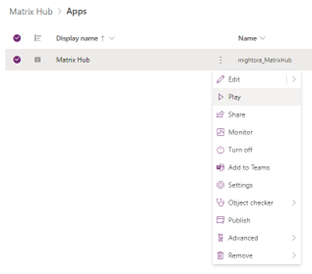 Matrix Hub > Apps
Display name ↑ Name
Matrix Hub mightora_MatrixHub
Edit
Play
Share
Monitor
Turn off
Add to Teams
Settings
Object checker
Publish
Advanced
Remove